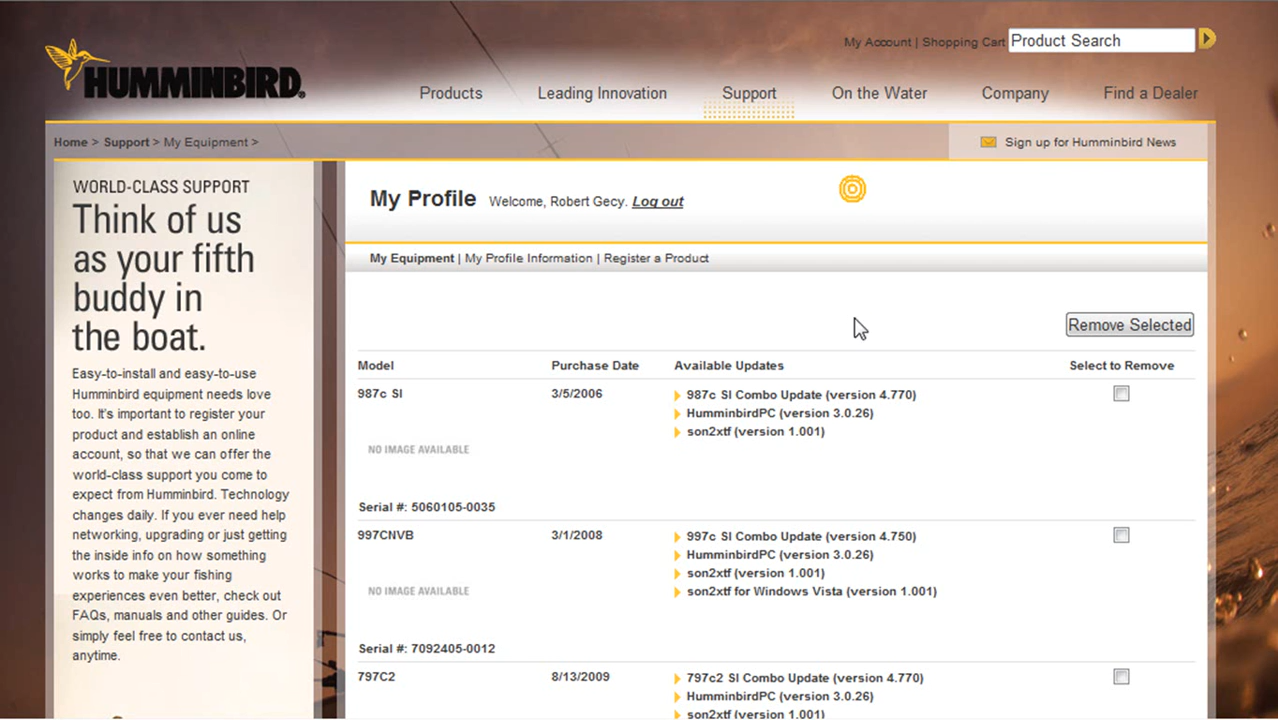 My Account | Shopping Cart
Product Search
HUMMINBIRD®
Products
Leading Innovation
Support
On the Water
Company
Find a Dealer
Home > Support > My Equipment >
Sign up for Humminbird News
WORLD-CLASS SUPPORT
Think of us
as your fifth
buddy in
the boat.
Easy-to-install and easy-to-use
Humminbird equipment needs love
too. It's important to register your
product and establish an online
account, so that we can offer the
world-class support you come to
expect from Humminbird. Technology
changes daily. If you ever need help
networking, upgrading or just getting
the inside info on how something
works to make your fishing
experiences even better, check out
FAQs, manuals and other guides. Or
simply feel free to contact us,
anytime.
My Profile Welcome, Robert Gecy. Log out
My Equipment | My Profile Information | Register a Product
Remove Selected
Model Purchase Date Available Updates Select to Remove
987c SI 3/5/2006 987c SI Combo Update (version 4.770)
HumminbirdPC (version 3.0.26)
son2xtf (version 1.001)
NO IMAGE AVAILABLE
Serial #: 5060105-0035
997CNVB 3/1/2008 997c SI Combo Update (version 4.750)
HumminbirdPC (version 3.0.26)
son2xtf (version 1.001)
son2xtf for Windows Vista (version 1.001)
NO IMAGE AVAILABLE
Serial #: 7092405-0012
797C2 8/13/2009 797c2 SI Combo Update (version 4.770)
HumminbirdPC (version 3.0.26)
son2xtf (version 1.001)